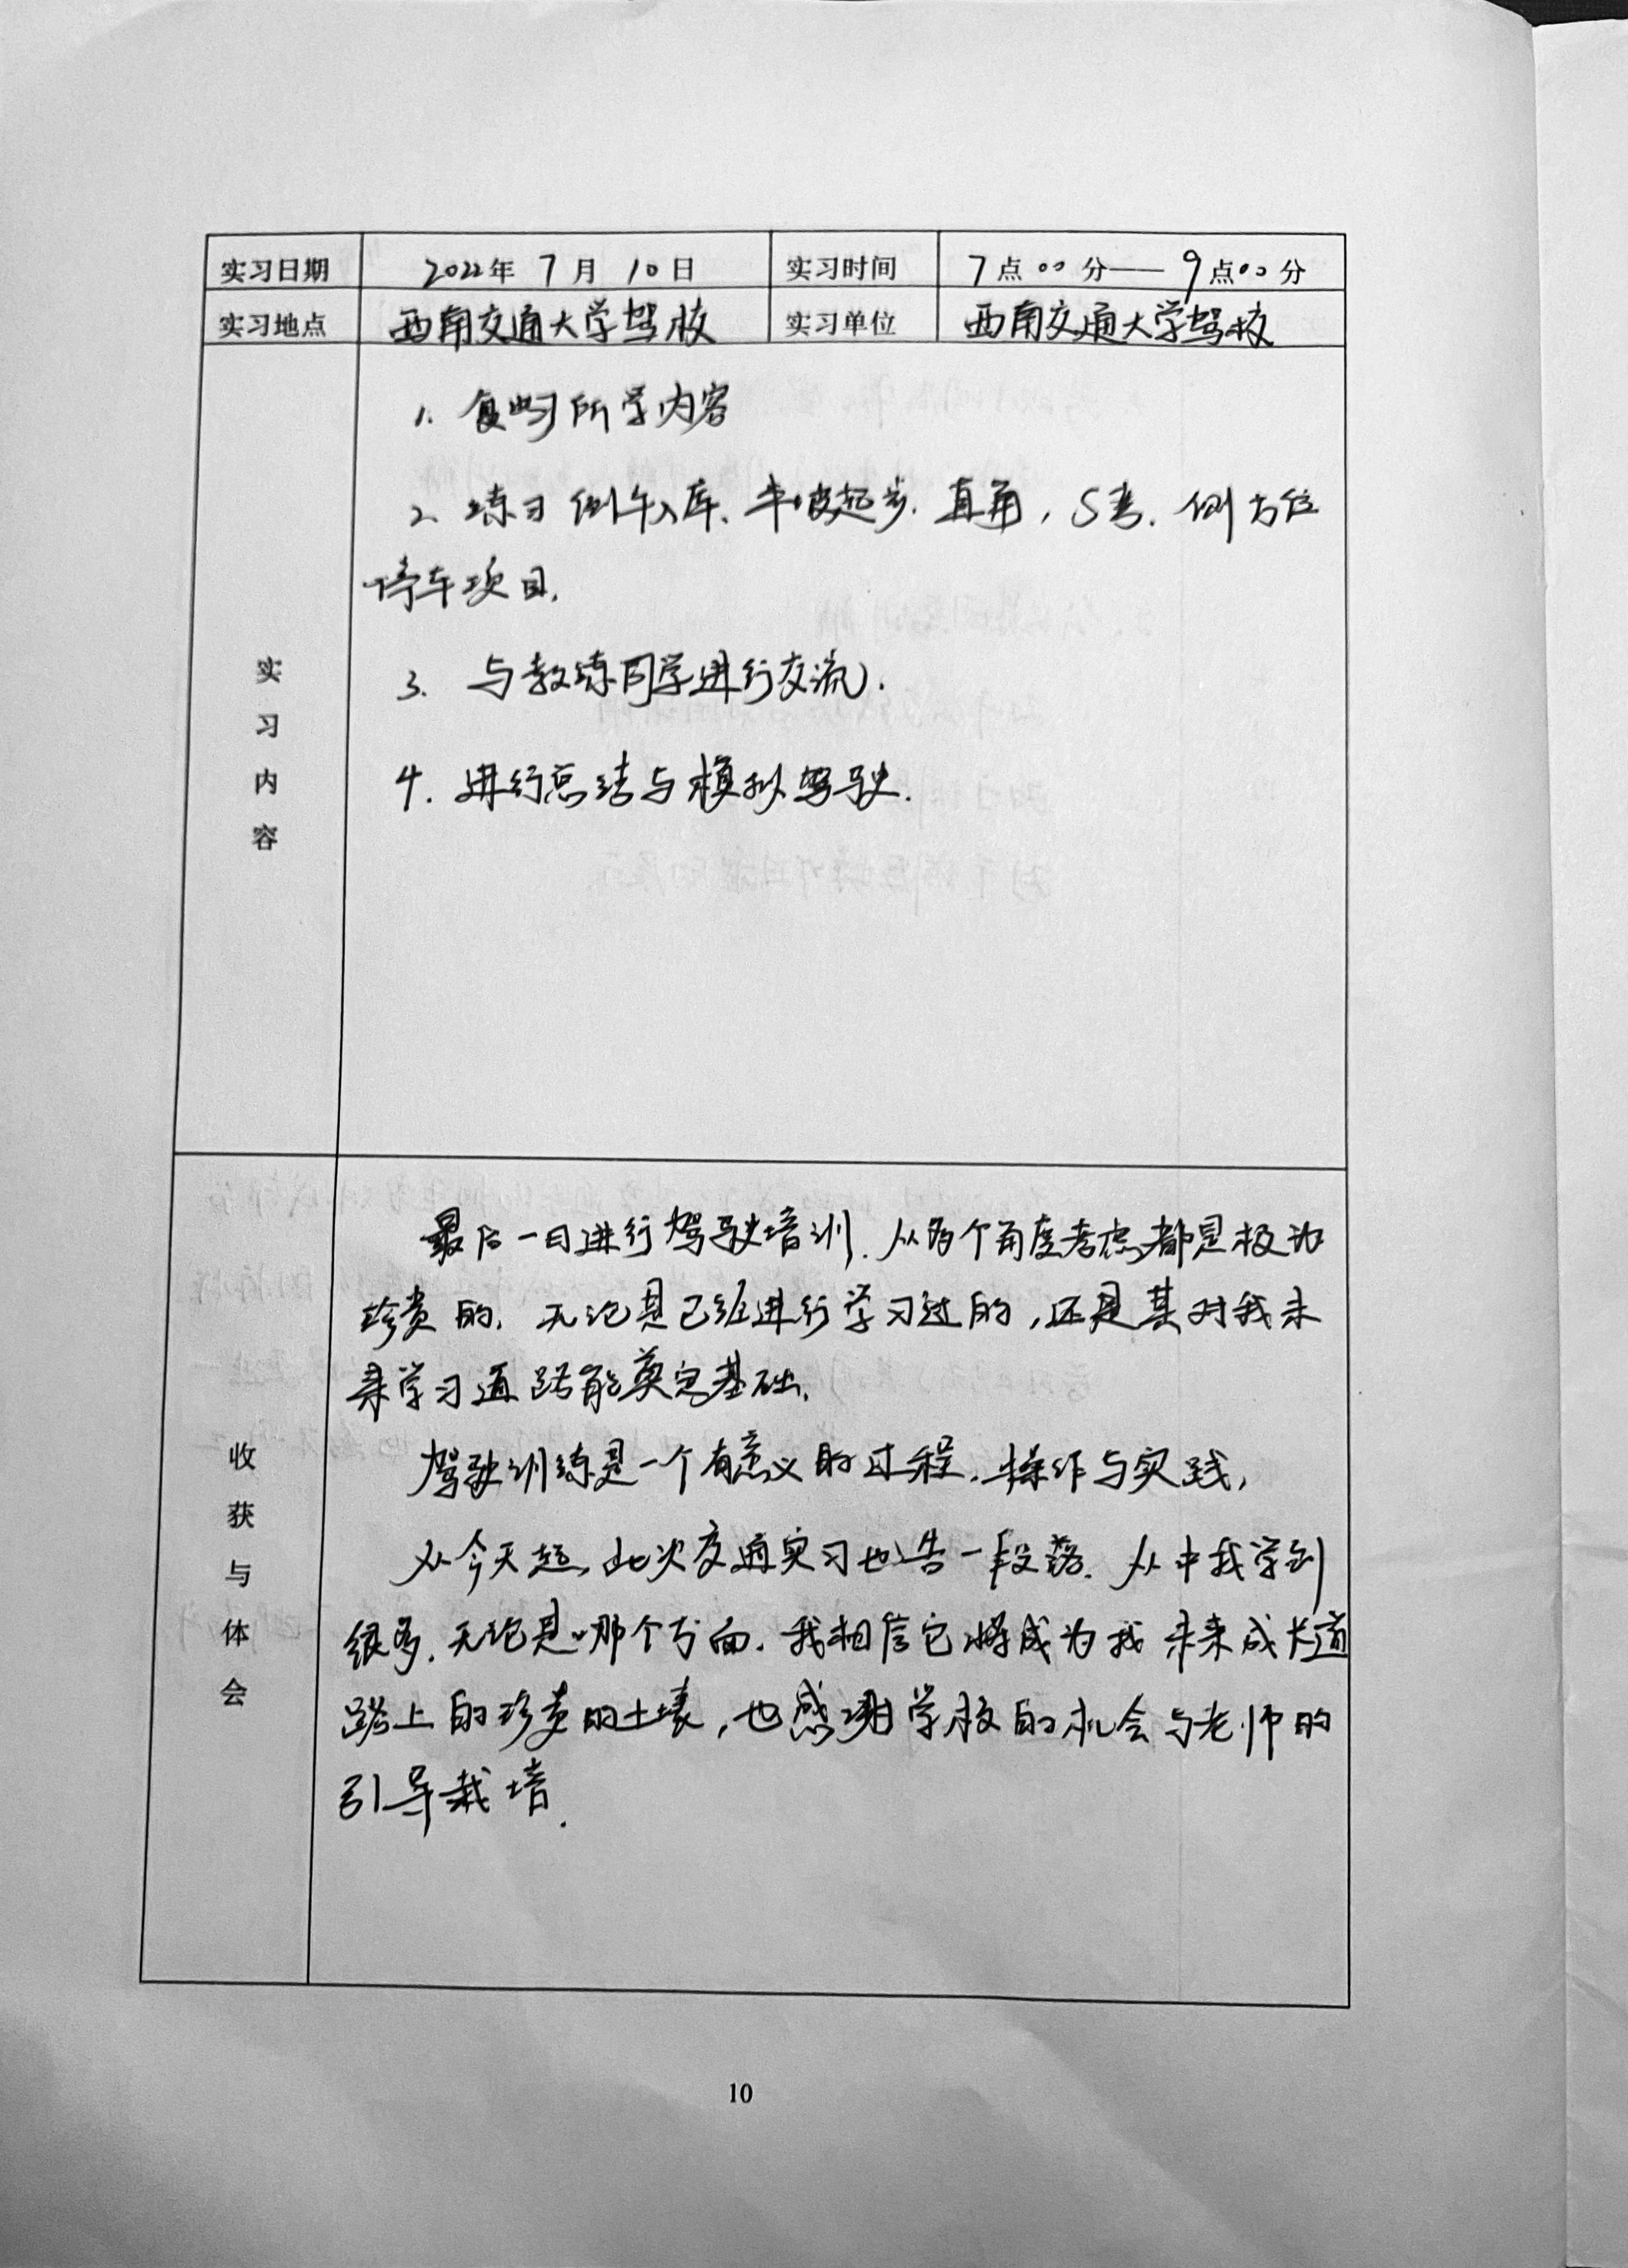 实习日期 2022年 7月 10日 实习时间 7点00分——9点00分
实习地点 西南交通大学驾校 实习单位 西南交通大学驾校
实习内容
1. 复习所学内容
2. 练习倒车入库、半坡起步. 直角, S弯. 侧方位
停车项目.
3. 与教练同学进行交流.
4. 进行总结与模拟驾驶.
收获与体会
最后一日进行驾驶培训. 从多个角度考虑都是极为
珍贵的. 无论是已经进行学习过的, 还是其对我未
来学习道路能奠定基础.
驾驶训练是一个有意义的过程. 操作与实践,
从今天起, 此次交通实习也告一段落. 从中我学到
很多. 无论是哪个方面. 我相信它将成为我未来成长道
路上的珍贵的土壤, 也感谢学校的机会与老师的
引导栽培.
10